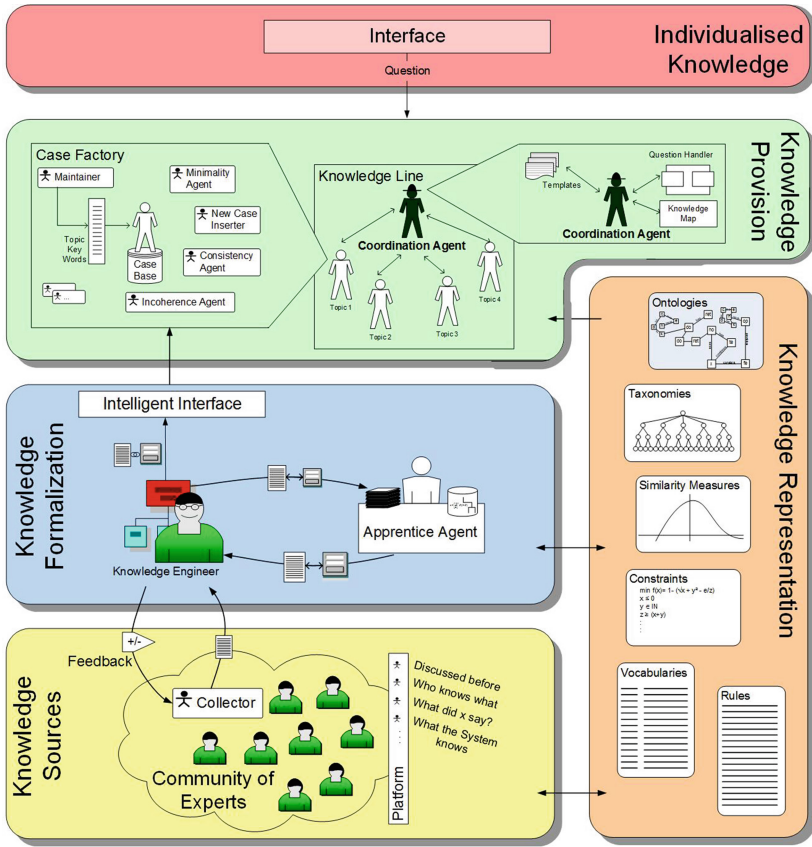 Interface
Individualised
Knowledge
Question
Case Factory
Maintainer
Minimality
Agent
New Case
Inserter
Topic
Key
Words
Case
Base
Consistency
Agent
...
Incoherence Agent
Knowledge Line
Coordination Agent
Topic 1
Topic 2
Topic 3
Topic 4
Templates
Question Handler
Knowledge
Map
Coordination Agent
Knowledge
Provision
Intelligent Interface
Knowledge
Formalization
Knowledge Engineer
Apprentice Agent
Knowledge Representation
Ontologies
Taxonomies
Similarity Measures
Constraints
x ≤ 0
y ∈ IN
z ≥ (x+y)
.
.
.
Vocabularies
Rules
+/-
Feedback
Knowledge
Sources
Collector
Community of
Experts
Platform
Discussed before
Who knows what
What did x say?
What the System
knows